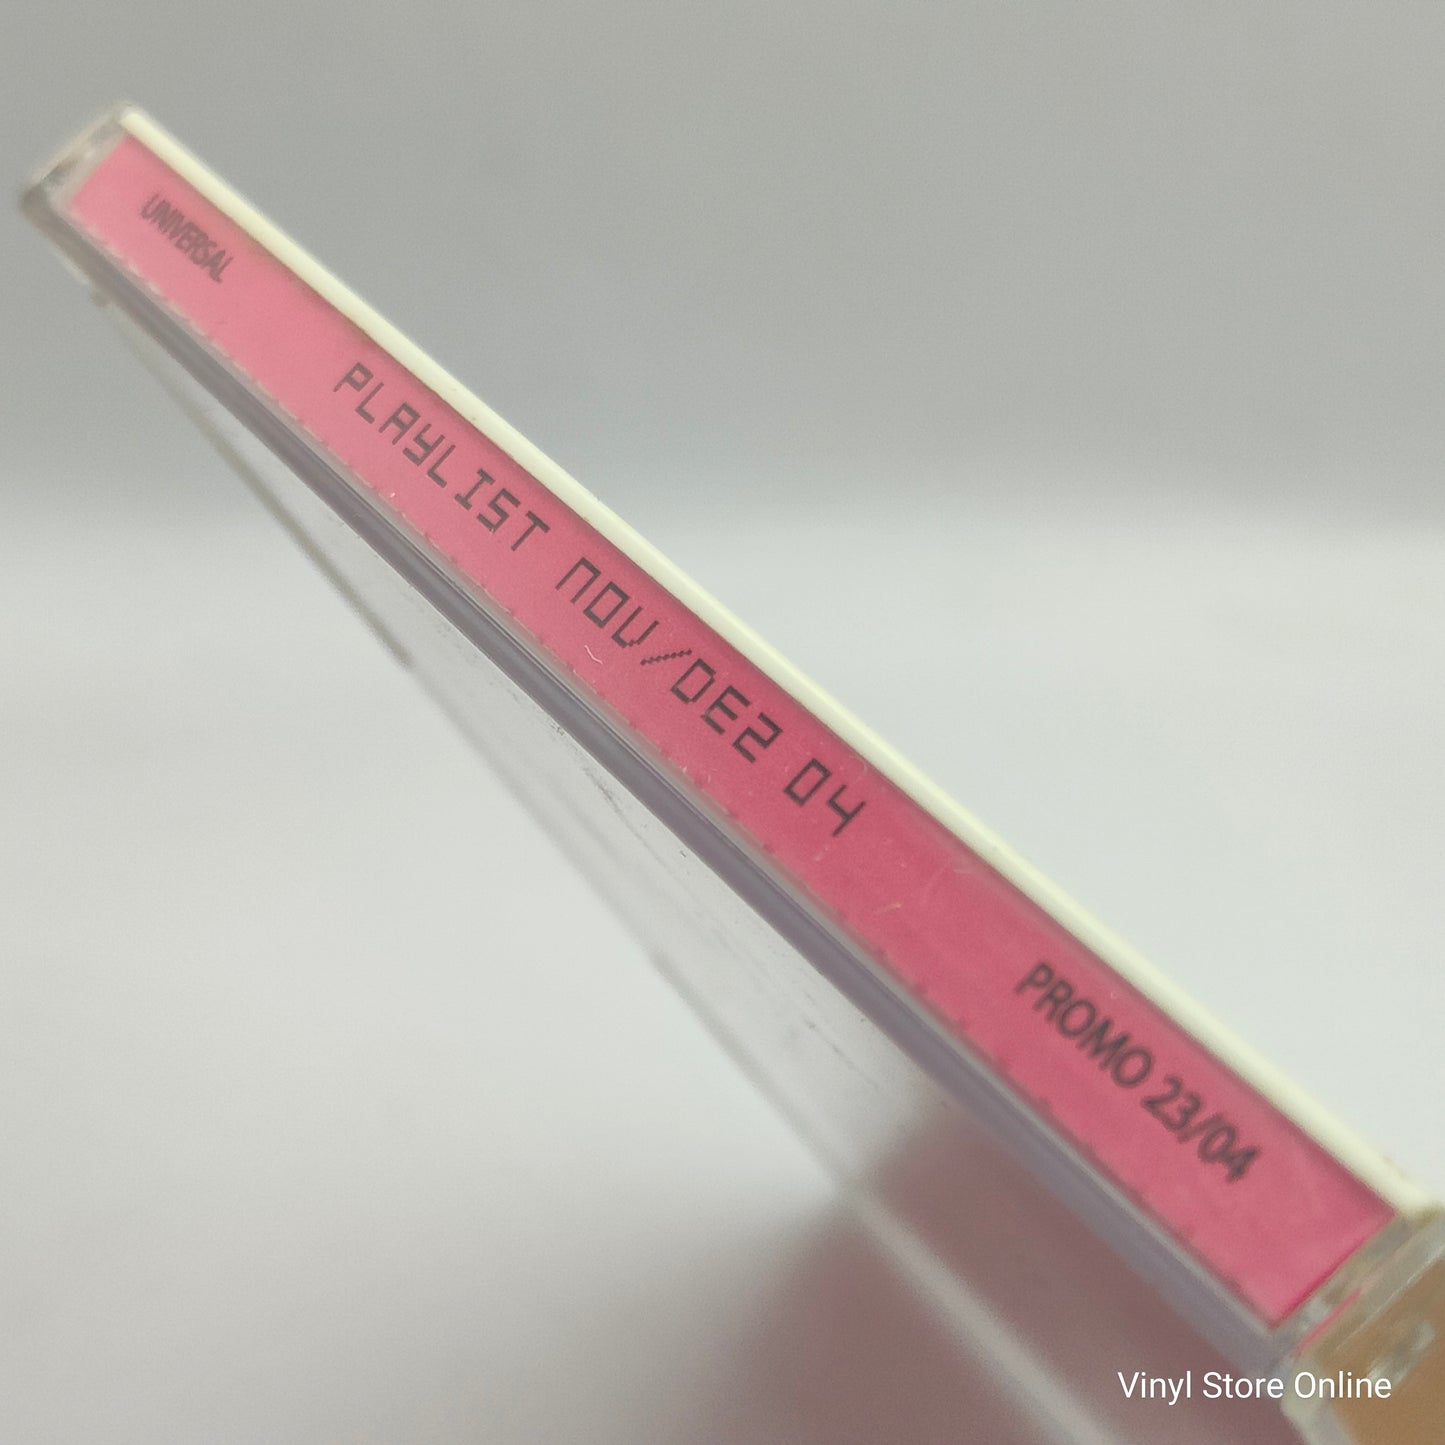 UNIVERSAL
PLAYLIST NOV/DEZ 04
PROMO 23/04
Vinyl Store Online